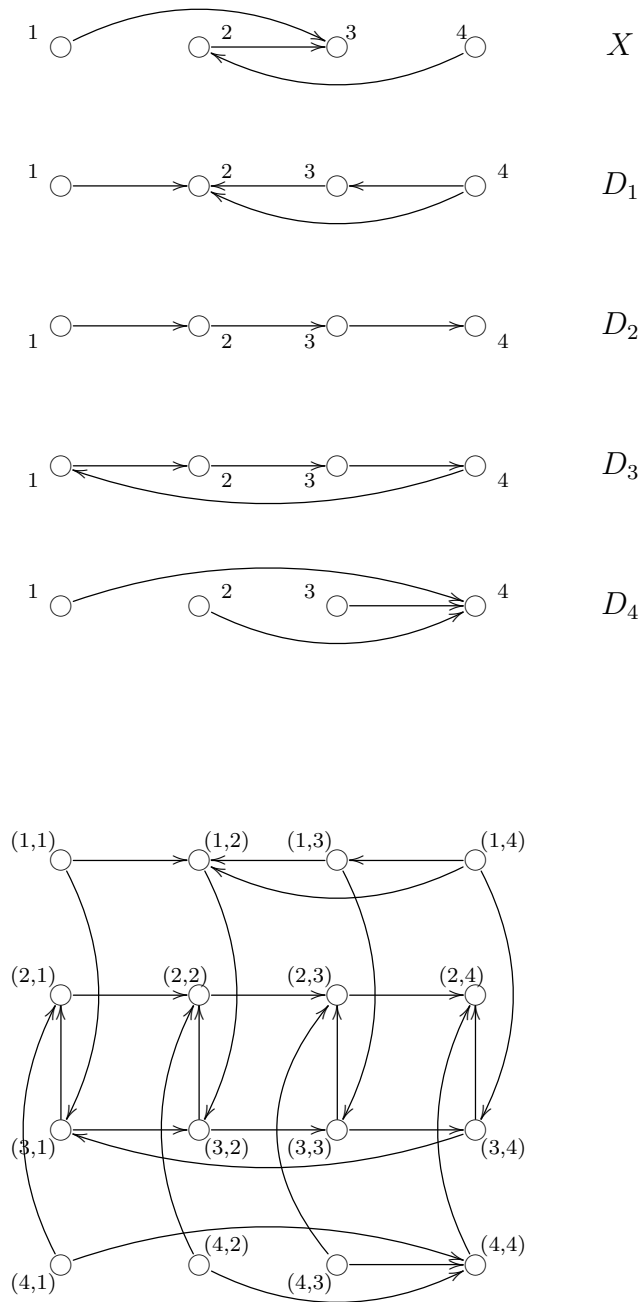 1 2 3 4 X
1 2 3 4 D₁
1 2 3 4 D₂
1 2 3 4 D₃
1 2 3 4 D₄
(1,1) (1,2) (1,3) (1,4)
(2,1) (2,2) (2,3) (2,4)
(3,1) (3,2) (3,3) (3,4)
(4,1) (4,2) (4,3) (4,4)